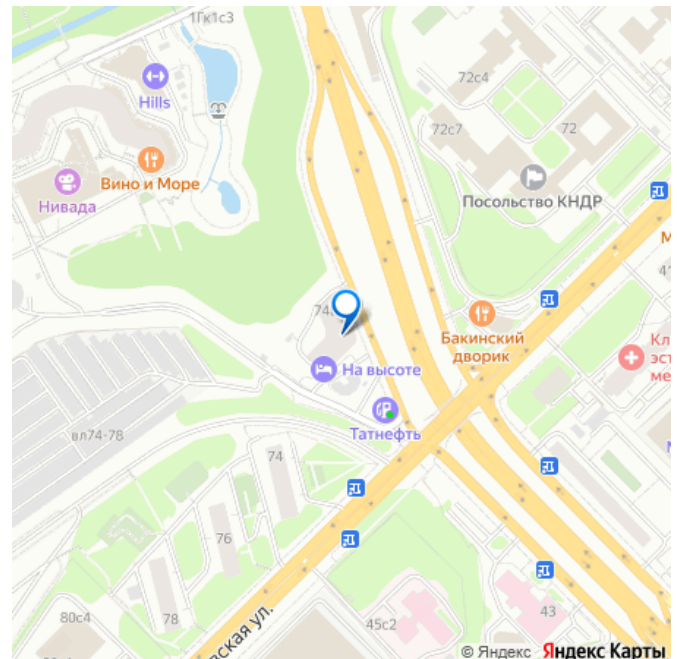 1Гк1с3
Hills
72с4
72с7
72
Вино и Море
Посольство КНДР
Нивада
М
41
74
Бакинский
дворик
Кл
эст
ме
На высоте
Татнефть
вл74-78
74
76
78
80с4
45с2
43
вская ул.
© Яндекс Яндекс Карты